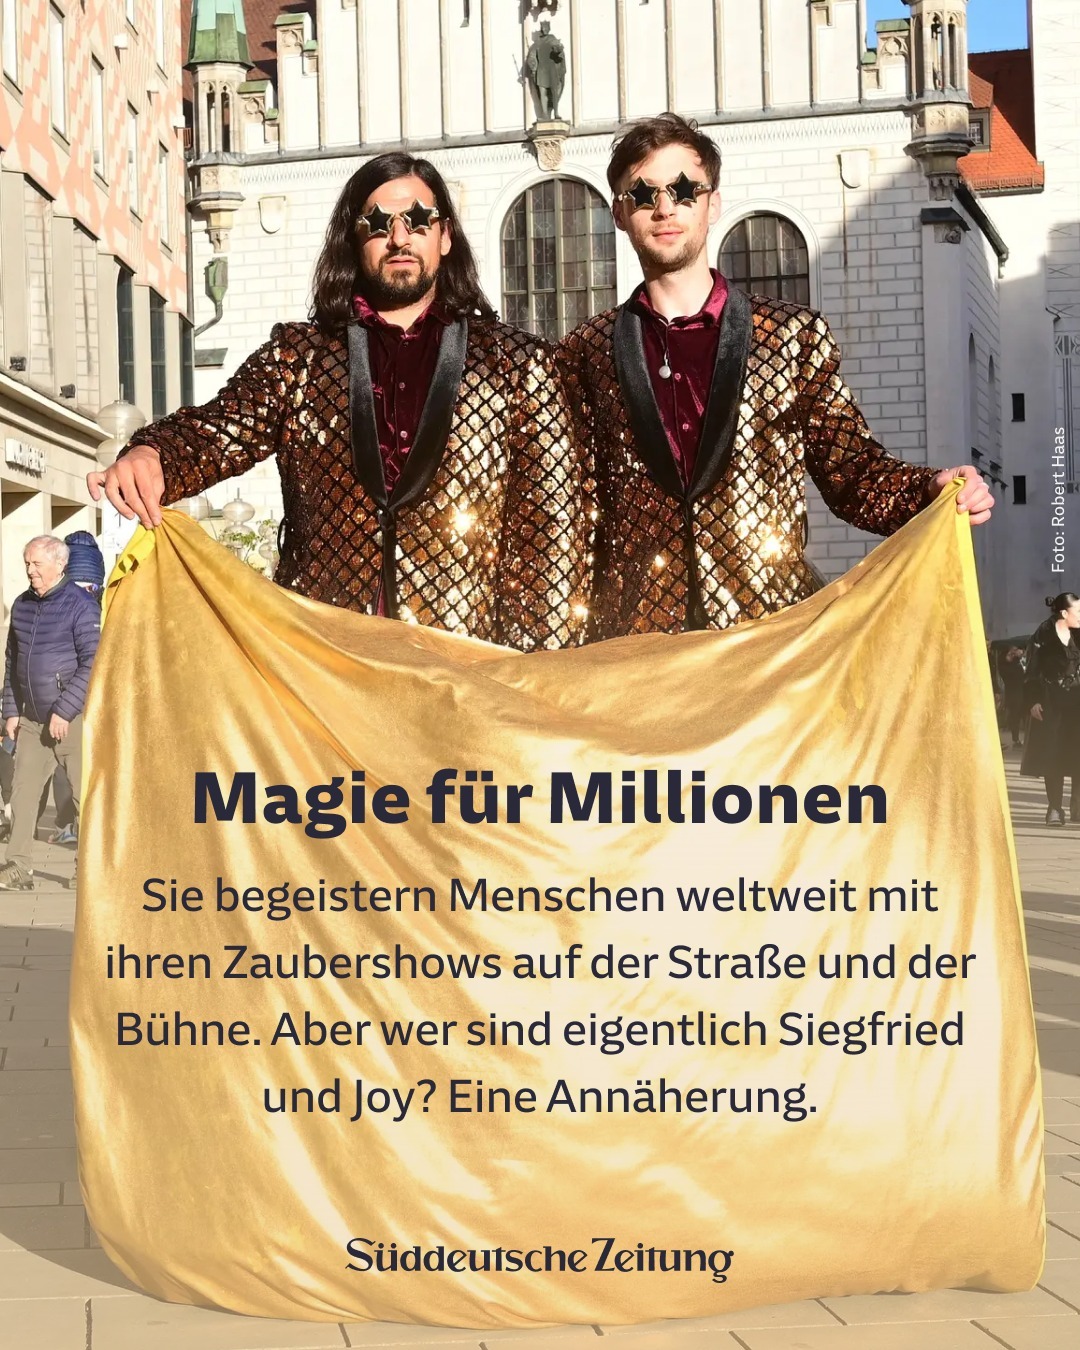 Foto: Robert Haas
Magie für Millionen
Sie begeistern Menschen weltweit mit
ihren Zaubershows auf der Straße und der
Bühne. Aber wer sind eigentlich Siegfried
und Joy? Eine Annäherung.
Süddeutsche Zeitung